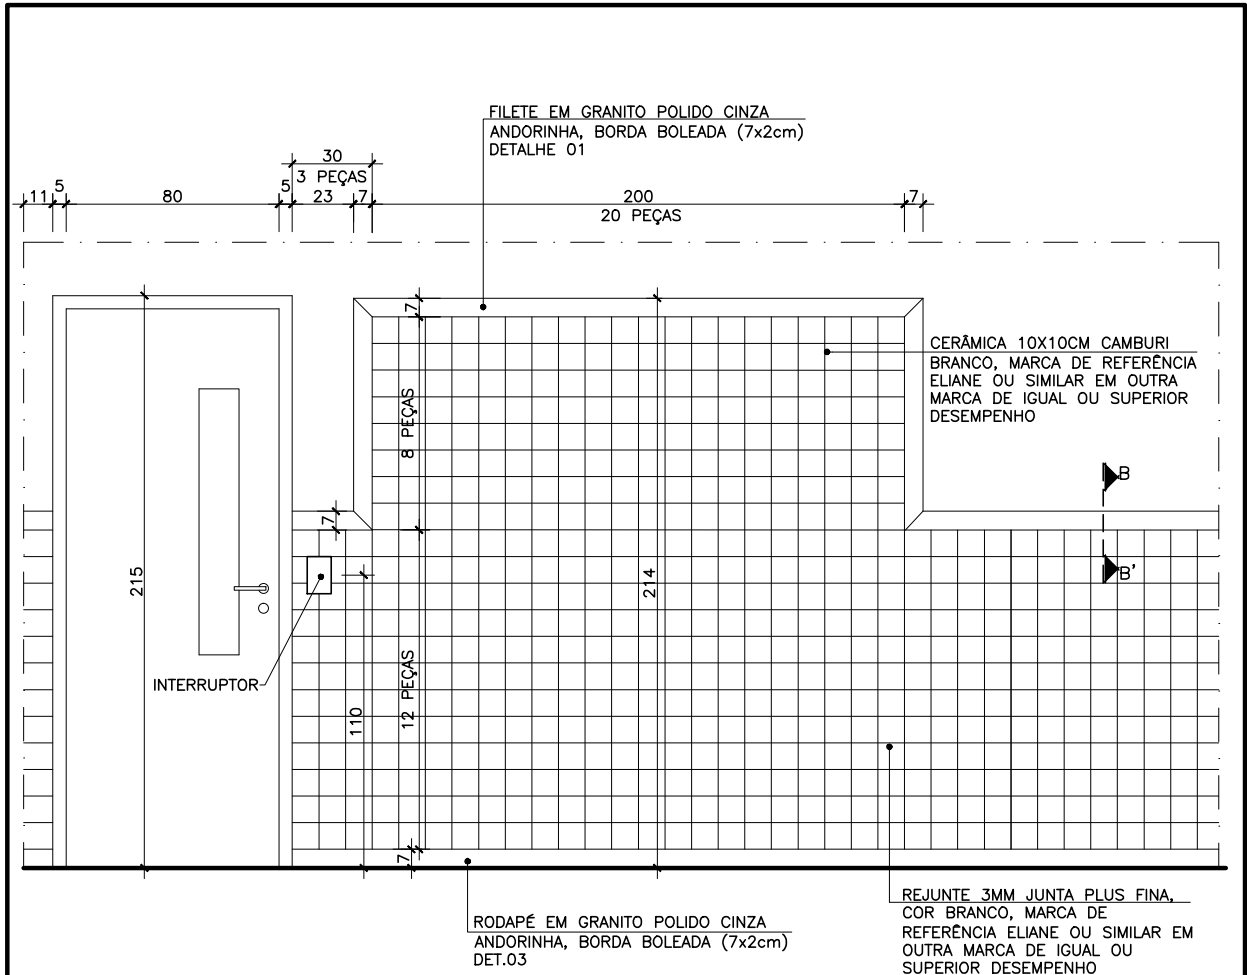 FILETE EM GRANITO POLIDO CINZA
ANDORINHA, BORDA BOLEADA (7x2cm)
DETALHE 01
30
3 PEÇAS
11
5
80
5
23
7
200
20 PEÇAS
7
7
CERÂMICA 10X10CM CAMBURI
BRANCO, MARCA DE REFERÊNCIA
ELIANE OU SIMILAR EM OUTRA
MARCA DE IGUAL OU SUPERIOR
DESEMPENHO
8 PEÇAS
B
7
215
214
B'
INTERRUPTOR
12 PEÇAS
110
7
REJUNTE 3MM JUNTA PLUS FINA,
COR BRANCO, MARCA DE
REFERÊNCIA ELIANE OU SIMILAR EM
OUTRA MARCA DE IGUAL OU
SUPERIOR DESEMPENHO
RODAPÉ EM GRANITO POLIDO CINZA
ANDORINHA, BORDA BOLEADA (7x2cm)
DET.03